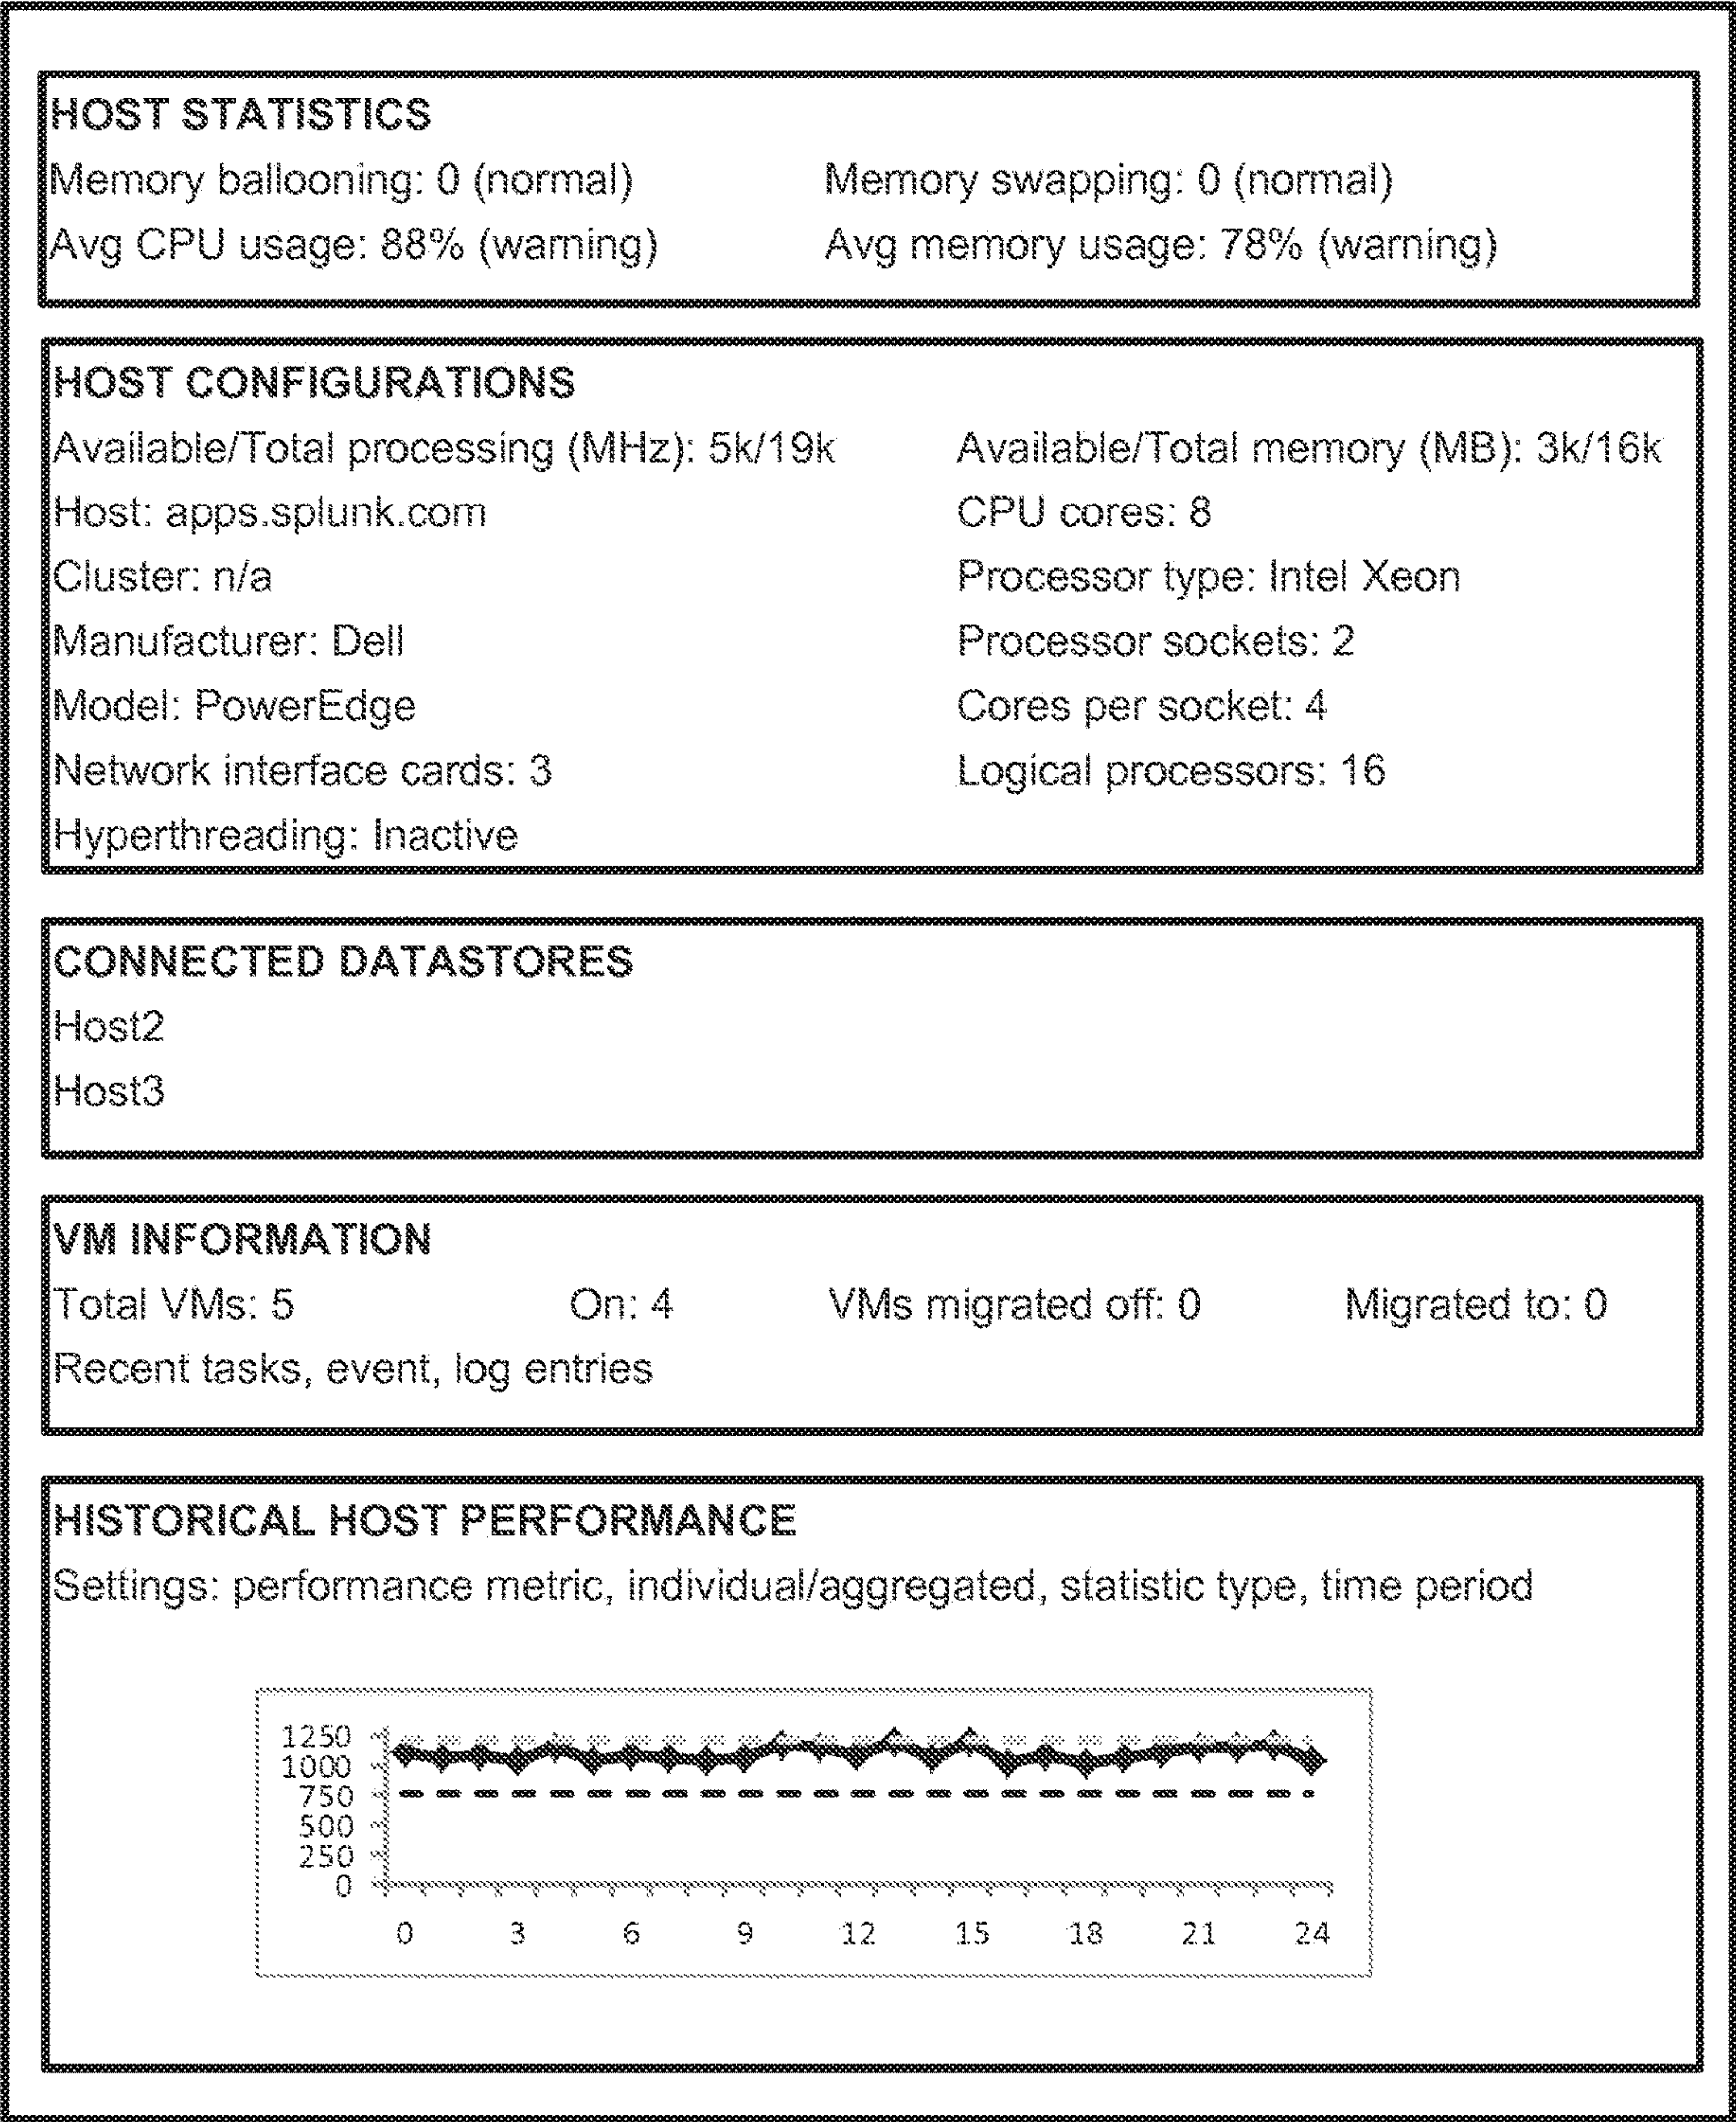 HOST STATISTICS
Memory ballooning: 0 (normal) Memory swapping: 0 (normal)
Avg CPU usage: 88% (warning) Avg memory usage: 78% (warning)
HOST CONFIGURATIONS
Available/Total processing (MHz): 5k/19k Available/Total memory (MB): 3k/16k
Host: apps.splunk.com CPU cores: 8
Cluster: n/a Processor type: Intel Xeon
Manufacturer: Dell Processor sockets: 2
Model: PowerEdge Cores per socket: 4
Network interface cards: 3 Logical processors: 16
Hyperthreading: Inactive
CONNECTED DATASTORES
Host2
Host3
VM INFORMATION
Total VMs: 5 On: 4 VMs migrated off: 0 Migrated to: 0
Recent tasks, event, log entries
HISTORICAL HOST PERFORMANCE
Settings: performance metric, individual/aggregated, statistic type, time period
1250
1000
750
500
250
0
0 3 6 9 12 15 18 21 24